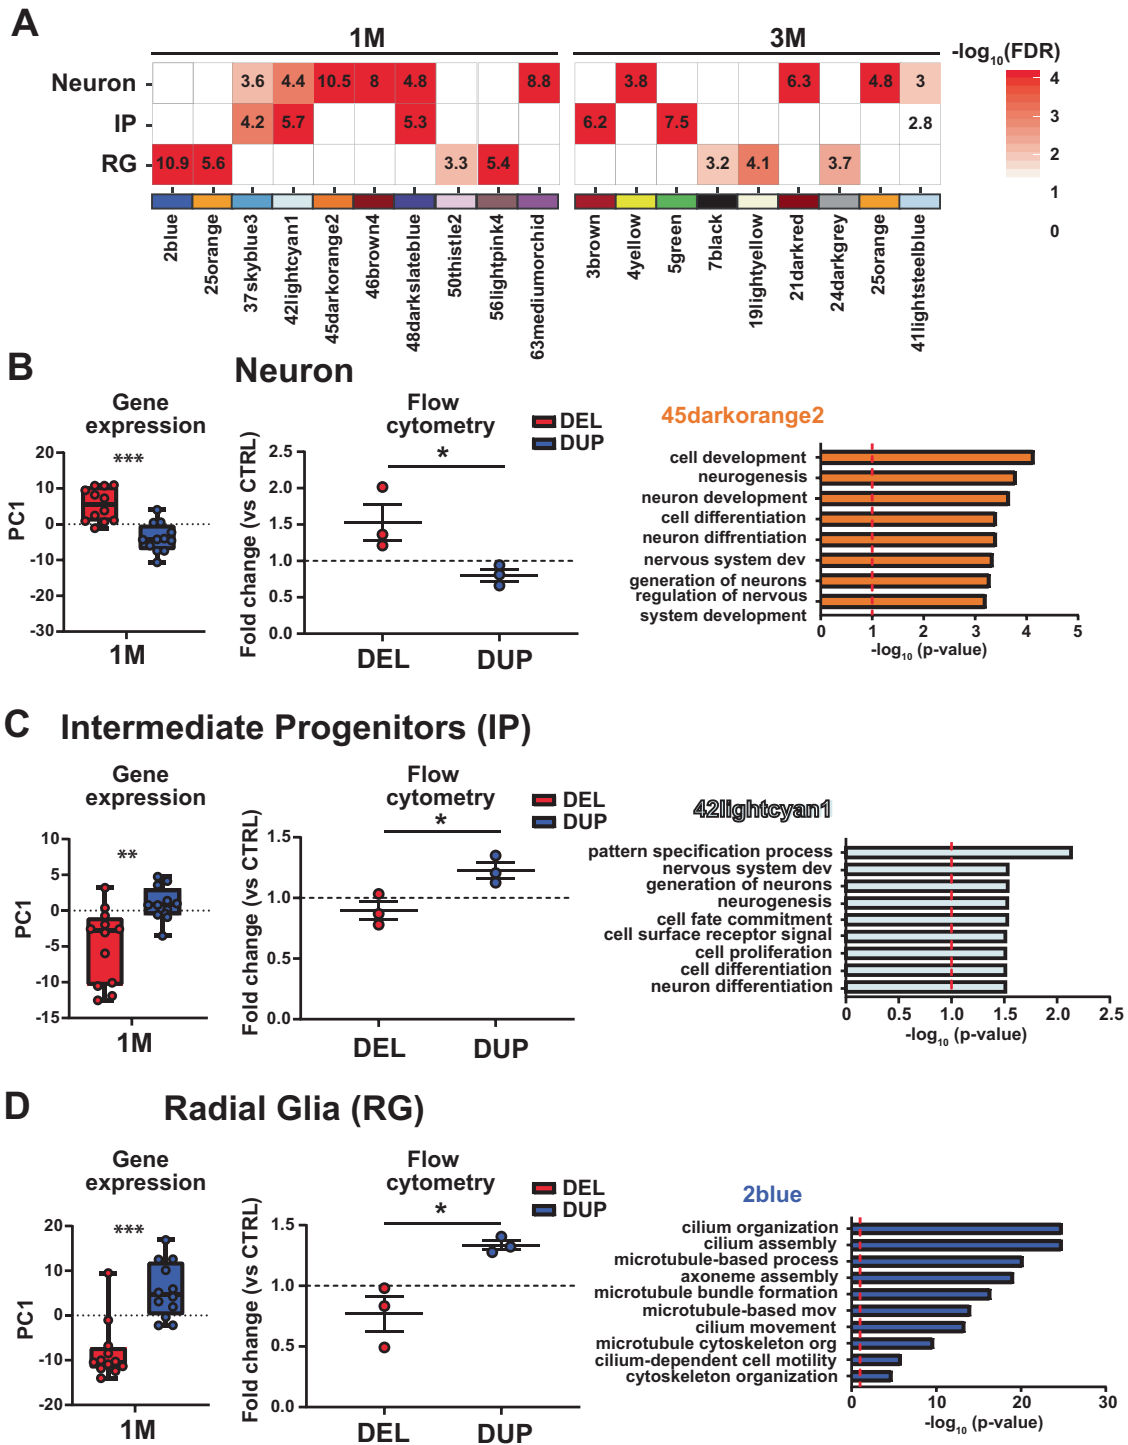 A
1M
3M
-log10(FDR)
Neuron
3.6 4.4 10.5 8 4.8 8.8 3.8 6.3 4.8 3
IP
4.2 5.7 5.3 6.2 7.5 2.8
RG
10.9 5.6 3.3 5.4 3.2 4.1 3.7
4
3
2
1
0
2blue
25orange
37skyblue3
42lightcyan1
45darkorange2
46brown4
48darkslateblue
50thistle2
56lightpink4
63mediumorchid
3brown
4yellow
5green
7black
19lightyellow
21darkred
24darkgrey
25orange
41lightsteelblue
B
Neuron
Gene
expression
***
PC1
20
10
0
-10
-20
-30
1M
Flow
cytometry
DEL
DUP
*
Fold change (vs CTRL)
2.5
2.0
1.5
1.0
0.5
0.0
DEL
DUP
45darkorange2
cell development
neurogenesis
neuron development
cell differentiation
neuron diffrentiation
nervous system dev
generation of neurons
regulation of nervous
system development
0 1 2 3 4 5
-log10 (p-value)
C
Intermediate Progenitors (IP)
Gene
expression
**
PC1
10
5
0
-5
-10
-15
1M
Flow
cytometry
DEL
DUP
*
Fold change (vs CTRL)
1.5
1.0
0.5
0.0
DEL
DUP
42lightcyan1
pattern specification process
nervous system dev
generation of neurons
neurogenesis
cell fate commitment
cell surface receptor signal
cell proliferation
cell differentiation
neuron differentiation
0 0.5 1.0 1.5 2.0 2.5
-log10 (p-value)
D
Radial Glia (RG)
Gene
expression
***
PC1
20
10
0
-10
-20
1M
Flow
cytometry
DEL
DUP
*
Fold change (vs CTRL)
1.5
1.0
0.5
0.0
DEL
DUP
2blue
cilium organization
cilium assembly
microtubule-based process
axoneme assembly
microtubule bundle formation
microtubule-based mov
cilium movement
microtubule cytoskeleton org
cilium-dependent cell motility
cytoskeleton organization
0 10 20 30
-log10 (p-value)